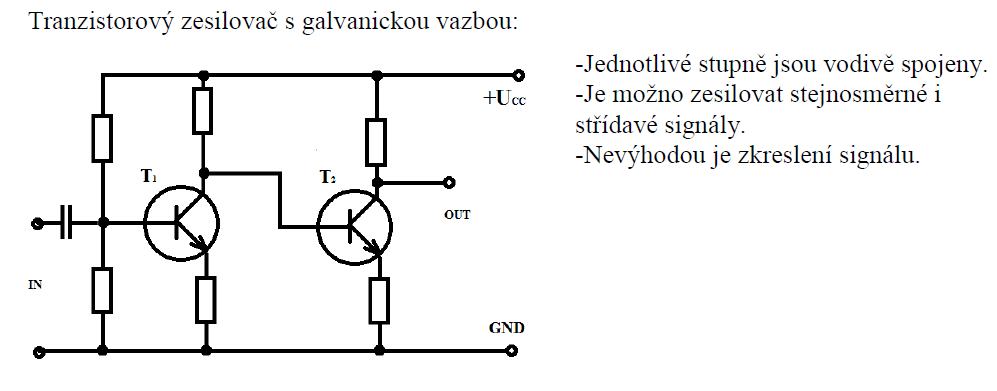 Tranzistorový zesilovač s galvanickou vazbou:
-Jednotlivé stupně jsou vodivě spojeny.
-Je možno zesilovat stejnosměrné i
střídavé signály.
-Nevýhodou je zkreslení signálu.
+Ucc
T1
T2
OUT
IN
GND